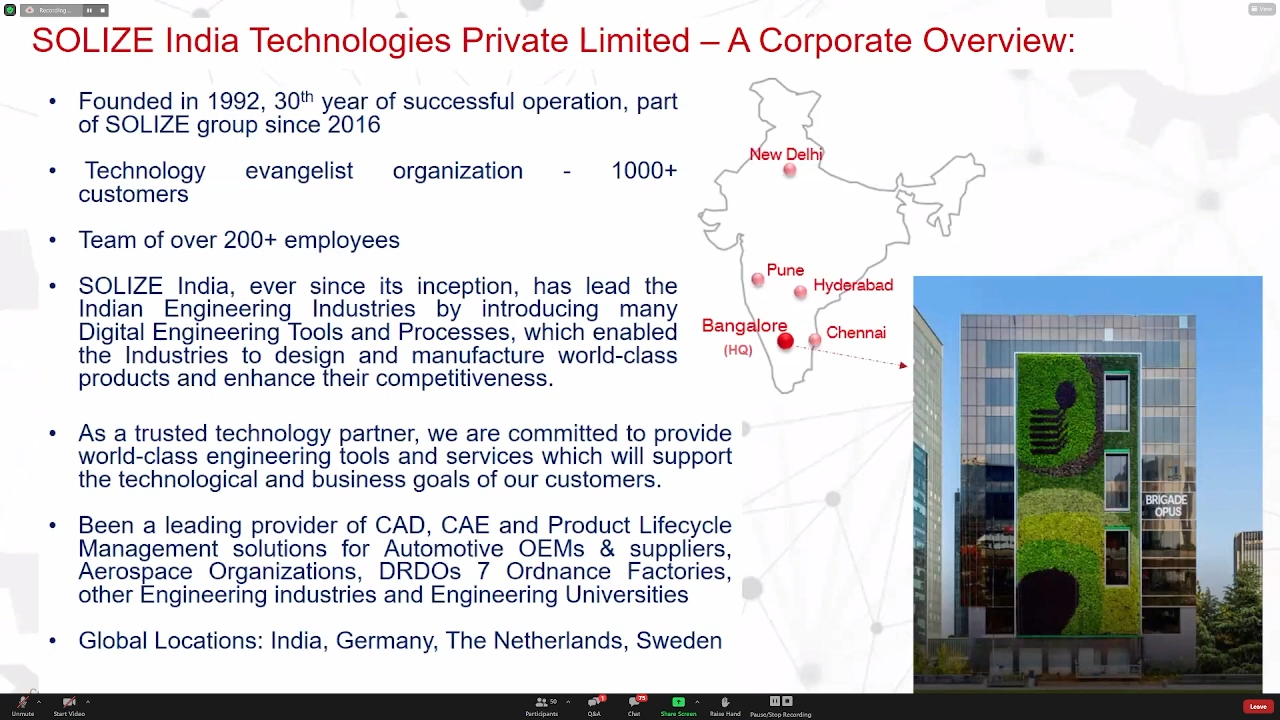 Recording...
View
SOLIZE India Technologies Private Limited – A Corporate Overview:
• Founded in 1992, 30th year of successful operation, part
of SOLIZE group since 2016
• Technology evangelist organization - 1000+
customers
• Team of over 200+ employees
• SOLIZE India, ever since its inception, has lead the
Indian Engineering Industries by introducing many
Digital Engineering Tools and Processes, which enabled
the Industries to design and manufacture world-class
products and enhance their competitiveness.
• As a trusted technology partner, we are committed to provide
world-class engineering tools and services which will support
the technological and business goals of our customers.
• Been a leading provider of CAD, CAE and Product Lifecycle
Management solutions for Automotive OEMs & suppliers,
Aerospace Organizations, DRDOs 7 Ordnance Factories,
other Engineering industries and Engineering Universities
• Global Locations: India, Germany, The Netherlands, Sweden
New Delhi
Pune
Hyderabad
Bangalore
(HQ)
Chennai
BRIGADE
OPUS
Unmute
Start Video
Participants
50
Q&A
1
Chat
75
Share Screen
Raise Hand
Pause/Stop Recording
Leave